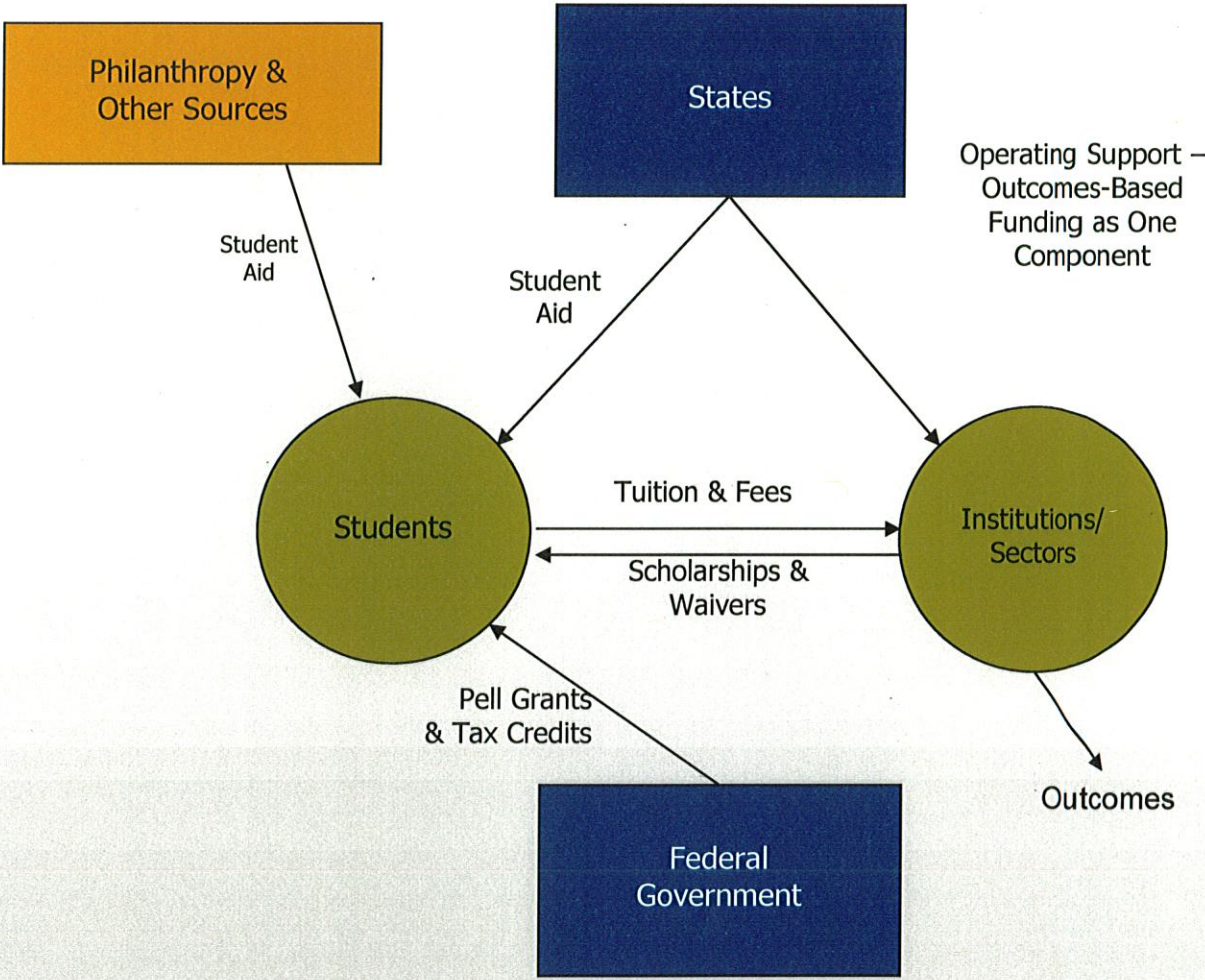 Philanthropy &
Other Sources
States
Operating Support –
Outcomes-Based
Funding as One
Component
Student
Aid
Student
Aid
Students
Tuition & Fees
Scholarships &
Waivers
Institutions/
Sectors
Pell Grants
& Tax Credits
Outcomes
Federal
Government